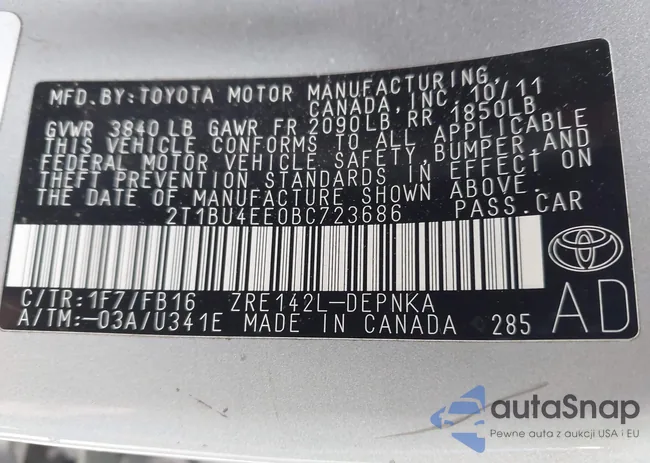 MFD. BY: TOYOTA MOTOR MANUFACTURING,
CANADA, INC. 10/11
GVWR 3840 LB GAWR FR 2090LB, RR 1850LB
THIS VEHICLE CONFORMS TO ALL APPLICABLE
FEDERAL MOTOR VEHICLE SAFETY, BUMPER, AND
THEFT PREVENTION STANDARDS IN EFFECT ON
THE DATE OF MANUFACTURE SHOWN ABOVE.
2T1BU4EE0BC723686 PASS. CAR
C/TR: 1F7/FB16 ZRE142L-DEPNKA
A/TM:-03A/U341E MADE IN CANADA 285
AD
autaSnap
Pewne auta z aukcji USA i EU